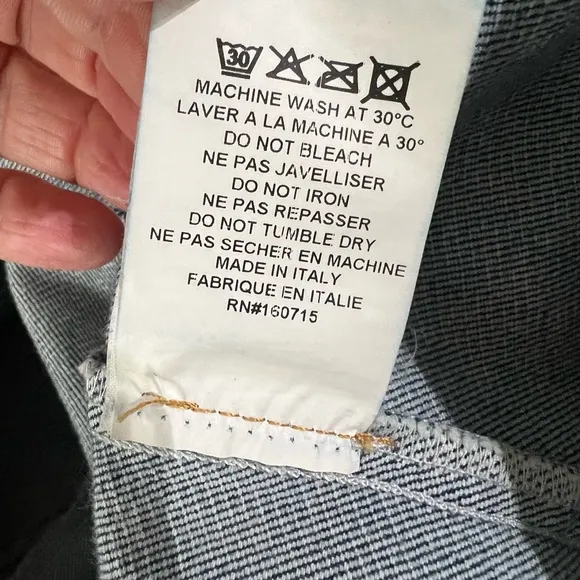 30
MACHINE WASH AT 30°C
LAVER A LA MACHINE A 30°
DO NOT BLEACH
NE PAS JAVELLISER
DO NOT IRON
NE PAS REPASSER
DO NOT TUMBLE DRY
NE PAS SECHER EN MACHINE
MADE IN ITALY
FABRIQUE EN ITALIE
RN#160715